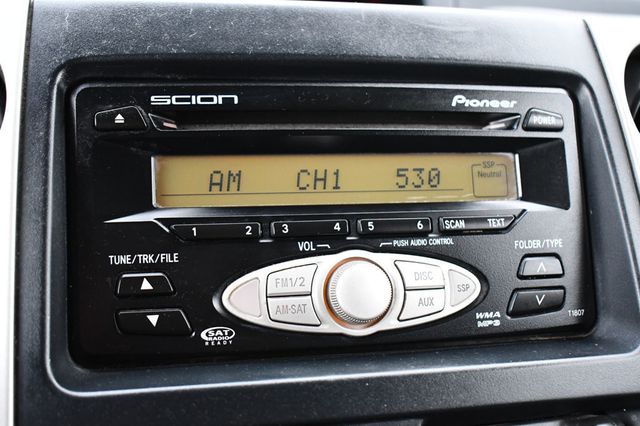 SCION Pioneer
POWER
AM CH1 530
SSP
Neutral
1 2 3 4 5 6 SCAN TEXT
VOL PUSH AUDIO CONTROL
TUNE/TRK/FILE
FOLDER/TYPE
FM1/2 DISC
AM·SAT AUX
SSP
SAT
RADIO
READY
WMA
MP3
T1807